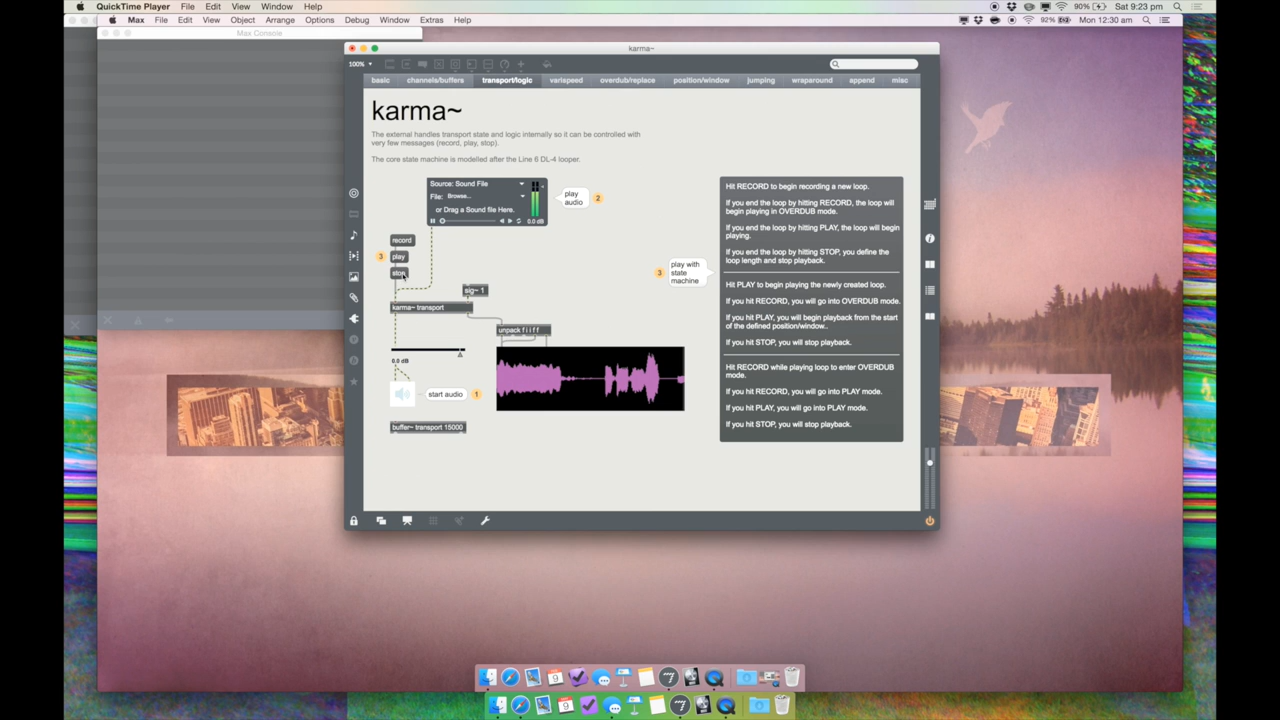 QuickTime Player File Edit View Window Help
90% Sat 9:23 pm
Max File Edit View Object Arrange Options Debug Window Extras Help
92% Mon 12:30 am
Max Console
karma~
100%
basic channels/buffers transport/logic varispeed overdub/replace position/window jumping wraparound append misc
karma~
The external handles transport state and logic internally so it can be controlled with
very few messages (record, play, stop).
The core state machine is modelled after the Line 6 DL-4 looper.
Source: Sound File
File: Browse...
or Drag a Sound file Here.
0.0 dB
play
audio
2
record
3
play
stop
sig~ 1
karma~ transport
unpack f i i f f
0.0 dB
start audio
1
buffer~ transport 15000
3
play with
state
machine
Hit RECORD to begin recording a new loop.
If you end the loop by hitting RECORD, the loop will
begin playing in OVERDUB mode.
If you end the loop by hitting PLAY, the loop will begin
playing.
If you end the loop by hitting STOP, you define the
loop length and stop playback.
Hit PLAY to begin playing the newly created loop.
If you hit RECORD, you will go into OVERDUB mode.
If you hit PLAY, you will begin playback from the start
of the defined position/window..
If you hit STOP, you will stop playback.
Hit RECORD while playing loop to enter OVERDUB
mode.
If you hit RECORD, you will go into PLAY mode.
If you hit PLAY, you will go into PLAY mode.
If you hit STOP, you will stop playback.
9
7
9
7